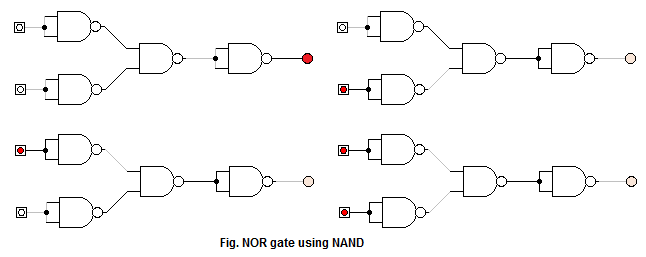 Fig. NOR gate using NAND